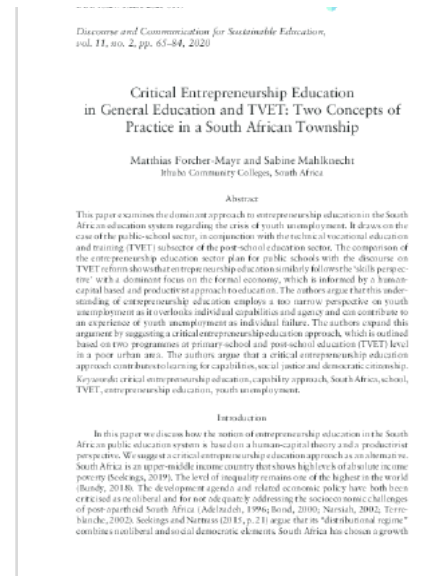 Discourse and Communication for Sustainable Education,
vol. 11, no. 2, pp. 65-84, 2020
Critical Entrepreneurship Education
in General Education and TVET: Two Concepts of
Practice in a South African Township
Matthias Forcher-Mayr and Sabine Mahlknecht
Ithuba Community Colleges, South Africa
Abstract
This paper examines the dominant approach to entrepreneurship education in the South
African education system regarding the crisis of youth unemployment. It draws on the
case of the public-school sector, in conjunction with the technical vocational education
and training (TVET) subsector of the post-school education sector. The comparison of
the entrepreneurship education sector plan for public schools with the discourse on
TVET reform shows that entrepreneurship education similarly follows the 'skills perspec-
tive' with a dominant focus on the formal economy, which is informed by a human-
capital based and productivist approach to education. The authors argue that this under-
standing of entrepreneurship education employs a too narrow perspective on youth
unemployment as it overlooks individual capabilities and agency and can contribute to
an experience of youth unemployment as individual failure. The authors expand this
argument by suggesting a critical entrepreneurship education approach, which is outlined
based on two programmes at primary-school and post-school education (TVET) level
in a poor urban area. The authors argue that a critical entrepreneurship education
approach contributes to learning for capabilities, social justice and democratic citizenship.
Keywords: critical entrepreneurship education, capability approach, South Africa, school,
TVET, entrepreneurship education, youth unemployment.
Introduction
In this paper we discuss how the notion of entrepreneurship education in the South
African public education system is based on a human-capital theory and a productivist
perspective. We suggest a critical entrepreneurship education approach as an alternative.
South Africa is an upper-middle income country that shows high levels of absolute income
poverty (Seekings, 2019). The level of inequality remains one of the highest in the world
(Bundy, 2018). The development agenda and related economic policy have both been
criticised as neoliberal and for not adequately addressing the socioeconomic challenges
of post-apartheid South Africa (Adelzadeh, 1996; Bond, 2000; Narsiah, 2002; Terre-
blanche, 2002). Seekings and Nattrass (2015, p.21) argue that its "distributional regime"
combines neoliberal and social democratic elements. South Africa has chosen a growth